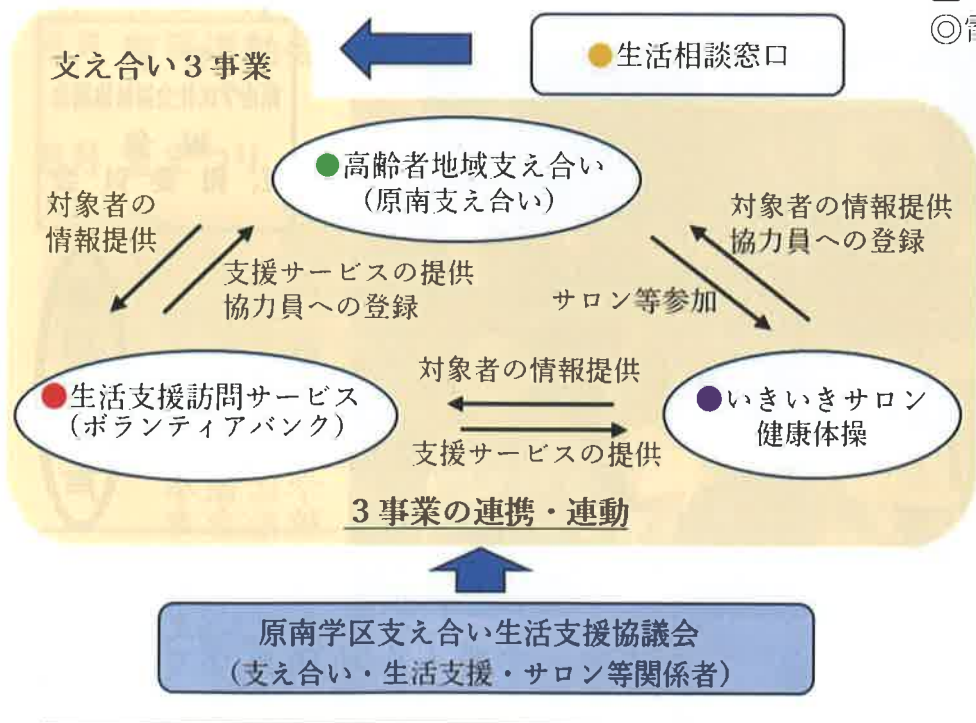 支え合い3事業
●生活相談窓口
◎
●高齢者地域支え合い
(原南支え合い)
対象者の
情報提供
支援サービスの提供
協力員への登録
対象者の情報提供
協力員への登録
サロン等参加
●生活支援訪問サービス
(ボランティアバンク)
対象者の情報提供
支援サービスの提供
●いきいきサロン
健康体操
3事業の連携・連動
原南学区支え合い生活支援協議会
(支え合い・生活支援・サロン等関係者)